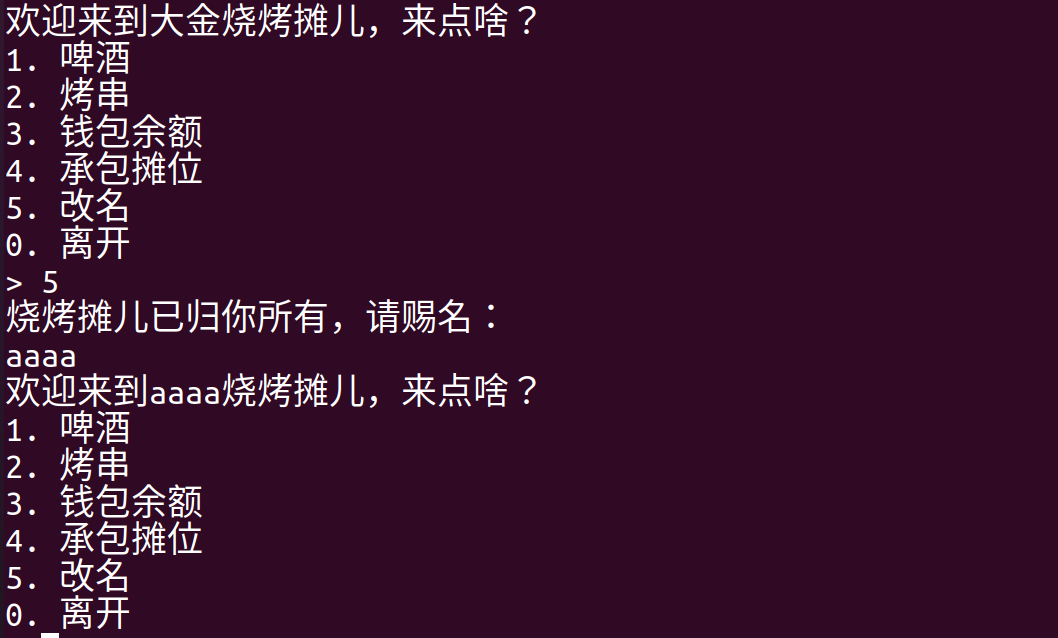 欢迎来到大金烧烤摊儿，来点啥？
1. 啤酒
2. 烤串
3. 钱包余额
4. 承包摊位
5. 改名
0. 离开
> 5
烧烤摊儿已归你所有，请赐名：
aaaa
欢迎来到aaaa烧烤摊儿，来点啥？
1. 啤酒
2. 烤串
3. 钱包余额
4. 承包摊位
5. 改名
0. 离开